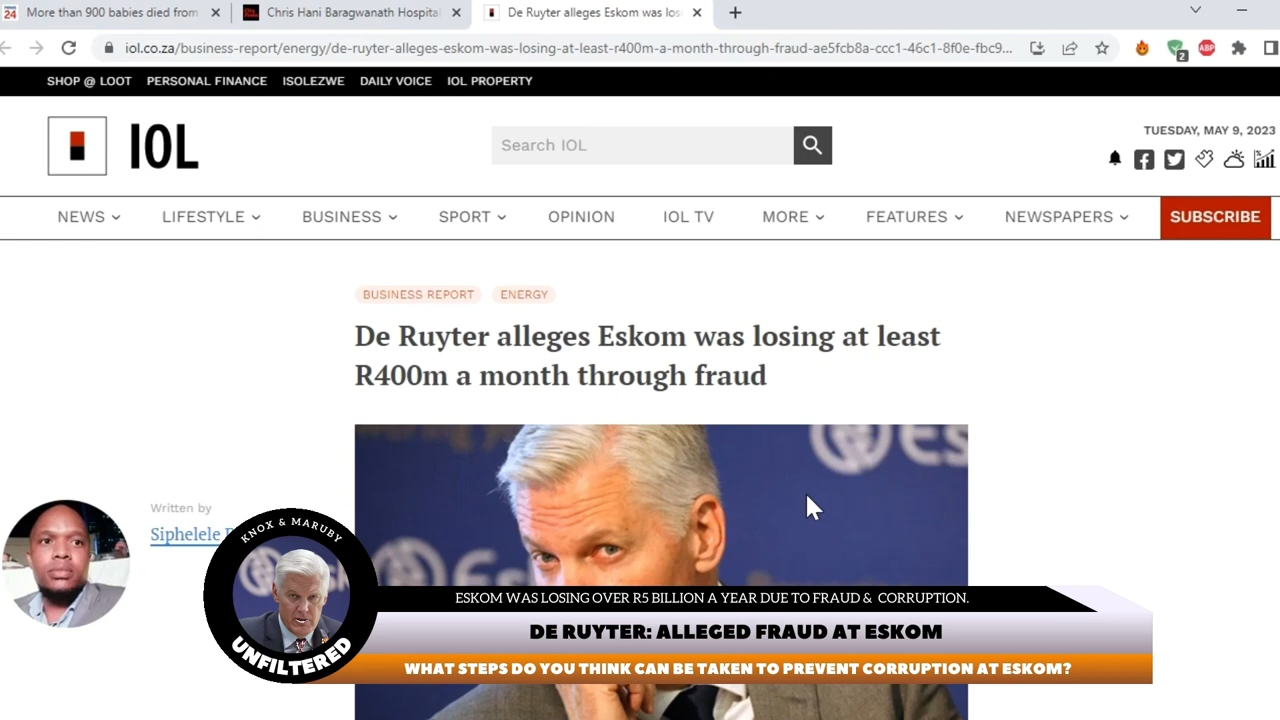 24
More than 900 babies died from
Chris Hani Baragwanath Hospital
De Ruyter alleges Eskom was los
iol.co.za/business-report/energy/de-ruyter-alleges-eskom-was-losing-at-least-r400m-a-month-through-fraud-ae5fcb8a-ccc1-46c1-8f0e-fbc9...
2
ABP
SHOP @ LOOT PERSONAL FINANCE ISOLEZWE DAILY VOICE IOL PROPERTY
IOL
Search IOL
TUESDAY, MAY 9, 2023
NEWS LIFESTYLE BUSINESS SPORT OPINION IOL TV MORE FEATURES NEWSPAPERS SUBSCRIBE
BUSINESS REPORT ENERGY
De Ruyter alleges Eskom was losing at least
R400m a month through fraud
Es
Written by
Siphelele
KNOX & MARUBY
UNFILTERED
ESKOM WAS LOSING OVER R5 BILLION A YEAR DUE TO FRAUD & CORRUPTION.
DE RUYTER: ALLEGED FRAUD AT ESKOM
WHAT STEPS DO YOU THINK CAN BE TAKEN TO PREVENT CORRUPTION AT ESKOM?